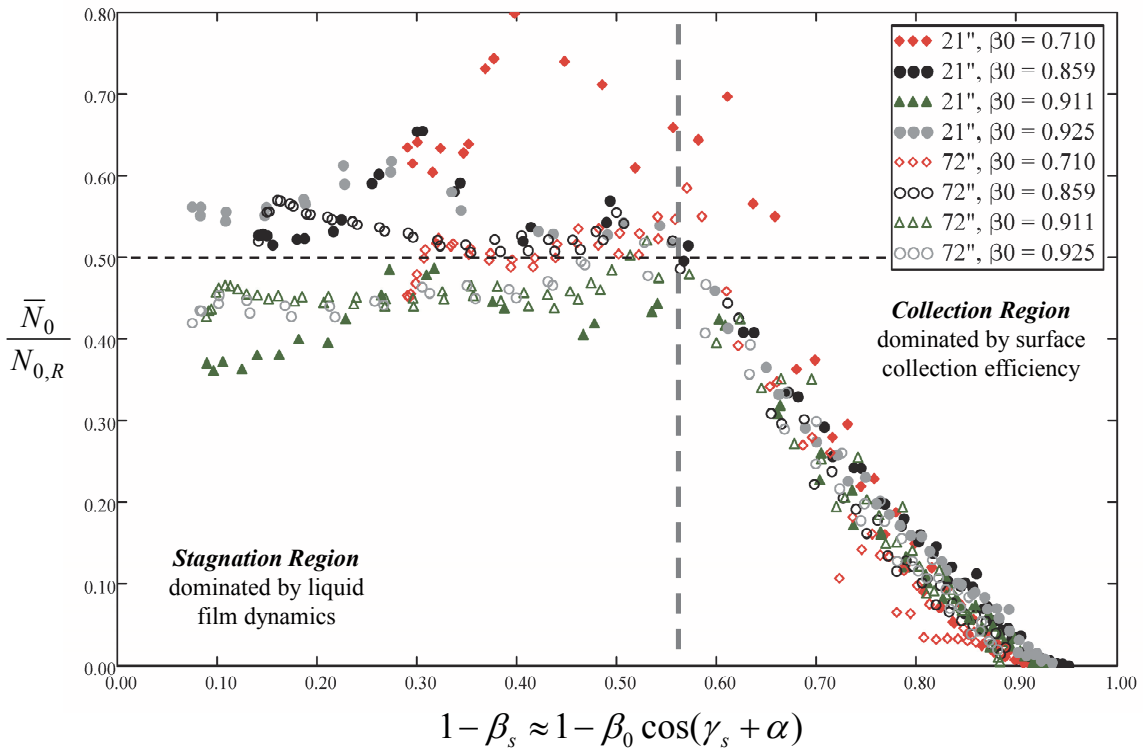 0.80
0.70
0.60
0.50
0.40
0.30
0.20
0.10
0.00
N̅₀
N₀,R
21", β0 = 0.710
21", β0 = 0.859
21", β0 = 0.911
21", β0 = 0.925
72", β0 = 0.710
72", β0 = 0.859
72", β0 = 0.911
72", β0 = 0.925
Collection Region
dominated by surface
collection efficiency
Stagnation Region
dominated by liquid
film dynamics
0.00 0.10 0.20 0.30 0.40 0.50 0.60 0.70 0.80 0.90 1.00
1 − βₛ ≈ 1 − β₀ cos(γₛ + α)